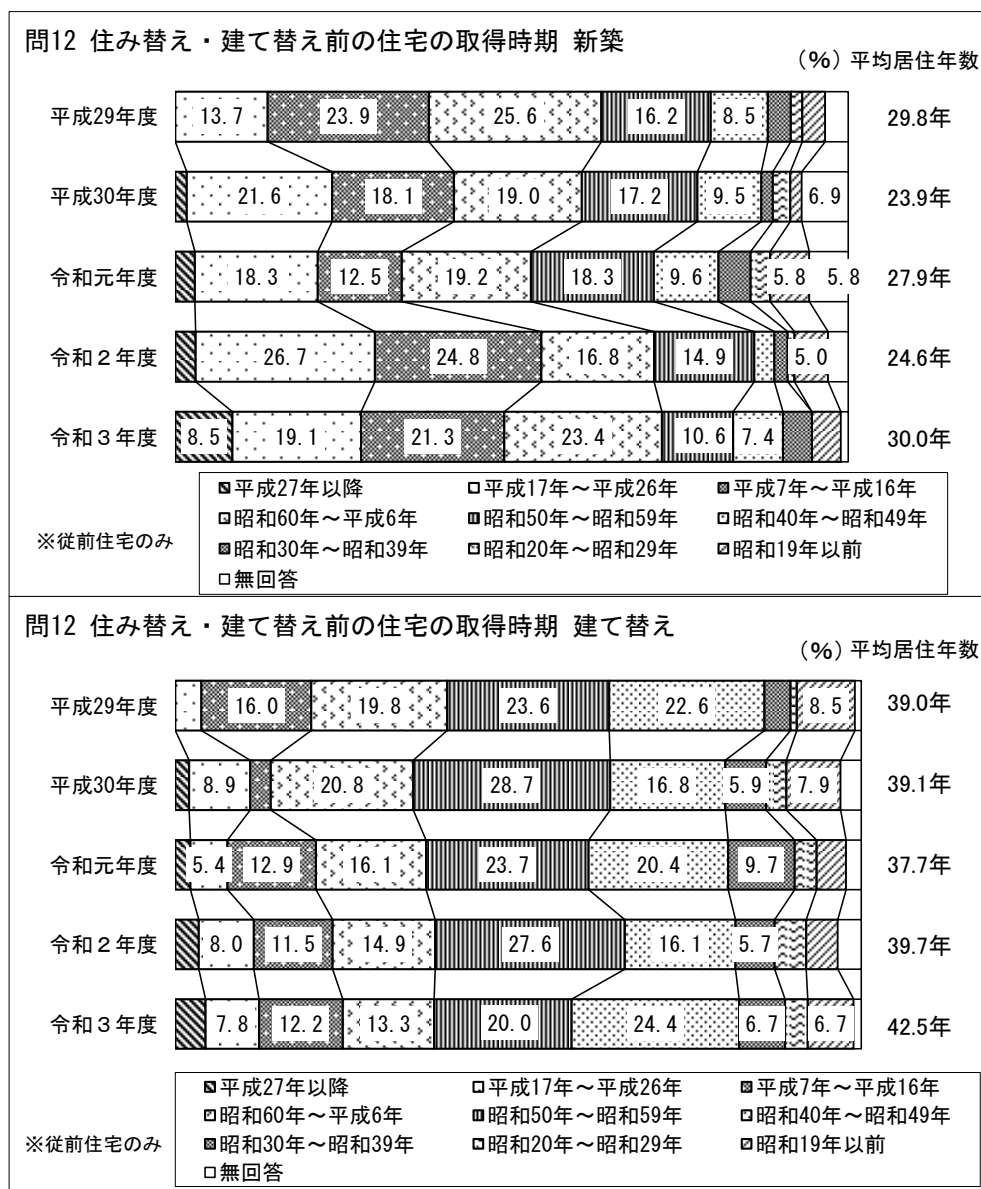 問12 住み替え・建て替え前の住宅の取得時期 新築
(%) 平均居住年数
平成29年度 13.7 23.9 25.6 16.2 8.5 29.8年
平成30年度 21.6 18.1 19.0 17.2 9.5 6.9 23.9年
令和元年度 18.3 12.5 19.2 18.3 9.6 5.8 5.8 27.9年
令和２年度 26.7 24.8 16.8 14.9 5.0 24.6年
令和３年度 8.5 19.1 21.3 23.4 10.6 7.4 30.0年
平成27年以降 平成17年～平成26年 平成7年～平成16年
昭和60年～平成6年 昭和50年～昭和59年 昭和40年～昭和49年
※従前住宅のみ 昭和30年～昭和39年 昭和20年～昭和29年 昭和19年以前
無回答
問12 住み替え・建て替え前の住宅の取得時期 建て替え
(%) 平均居住年数
平成29年度 16.0 19.8 23.6 22.6 8.5 39.0年
平成30年度 8.9 20.8 28.7 16.8 5.9 7.9 39.1年
令和元年度 5.4 12.9 16.1 23.7 20.4 9.7 37.7年
令和２年度 8.0 11.5 14.9 27.6 16.1 5.7 39.7年
令和３年度 7.8 12.2 13.3 20.0 24.4 6.7 6.7 42.5年
平成27年以降 平成17年～平成26年 平成7年～平成16年
昭和60年～平成6年 昭和50年～昭和59年 昭和40年～昭和49年
※従前住宅のみ 昭和30年～昭和39年 昭和20年～昭和29年 昭和19年以前
無回答